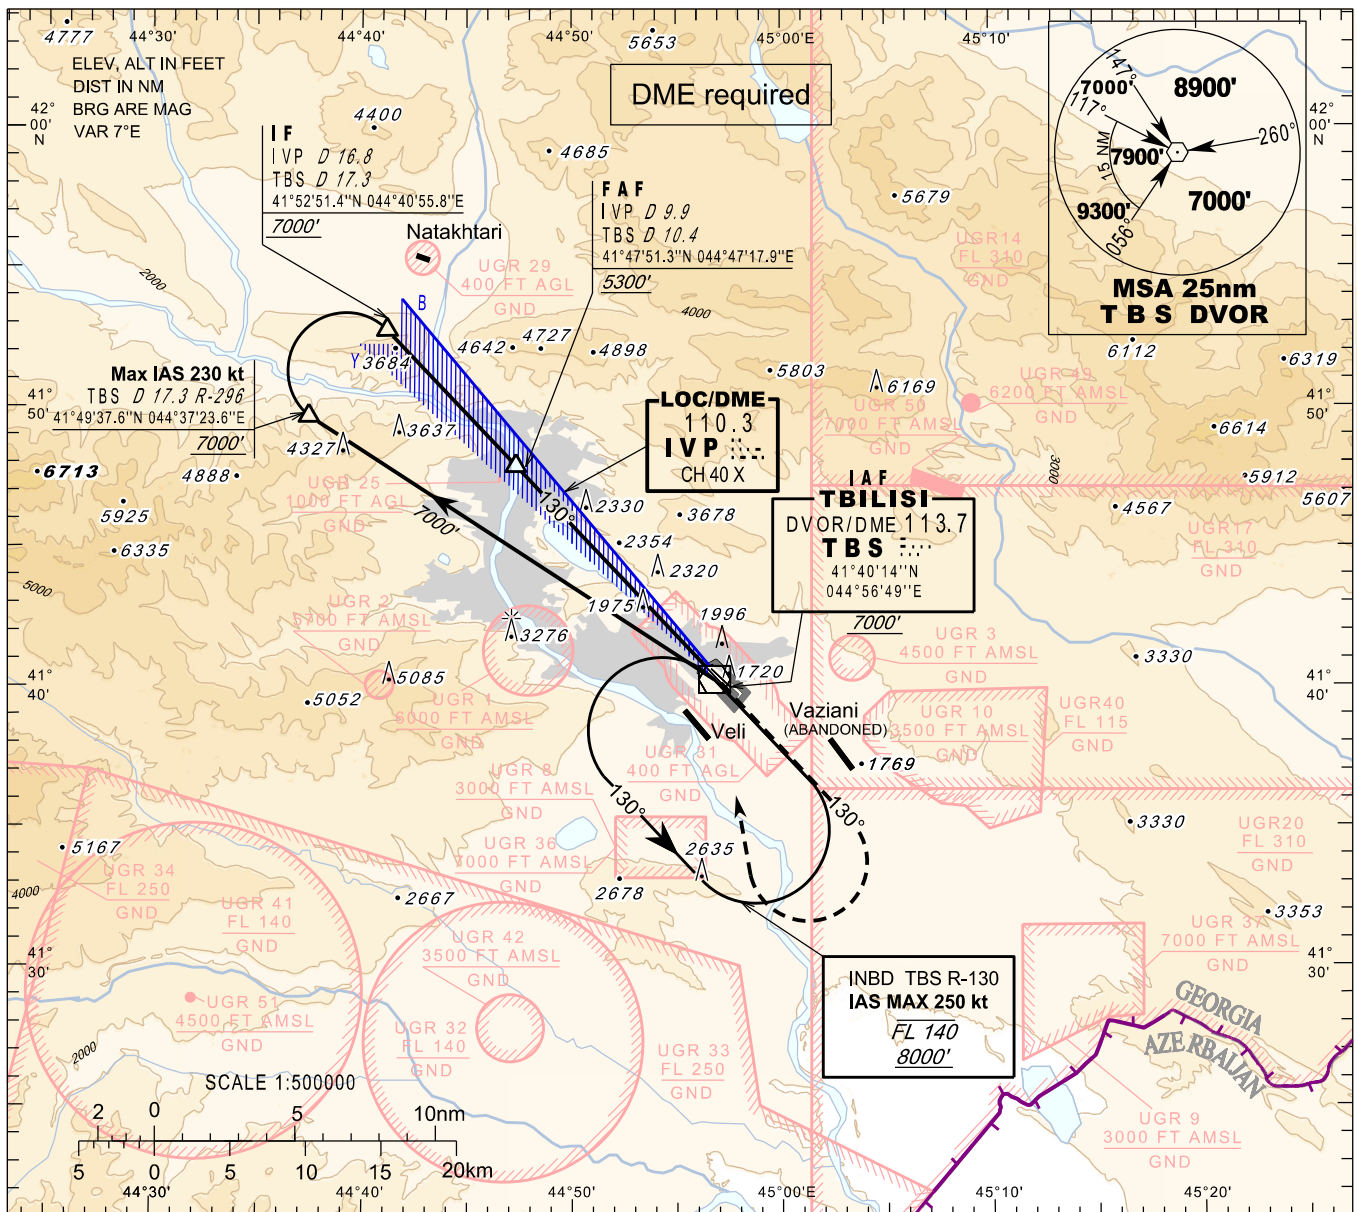 44°30'
44°40'
44°50'
45°00'E
45°10'
4777
5653
ELEV, ALT IN FEET
DIST IN NM
BRG ARE MAG
VAR 7°E
42°
00'
N
DME required
147°
7000'
8900'
117°
260°
15 NM
7900'
7000'
9300'
056°
MSA 25nm
TBS DVOR
42°
00'
N
4400
4685
5679
IF
IVP D 16.8
TBS D 17.3
41°52'51.4"N 044°40'55.8"E
7000'
FAF
IVP D 9.9
TBS D 10.4
41°47'51.3"N 044°47'17.9"E
5300'
Natakhtari
UGR 29
400 FT AGL
GND
UGR14
FL 310
GND
2000
B
4000
4642
4727
4898
3684
Y
5803
6169
6112
6319
Max IAS 230 kt
TBS D 17.3 R-296
41°49'37.6"N 044°37'23.6"E
7000'
UGR 49
6200 FT AMSL
GND
UGR 50
7000 FT AMSL
GND
41°
50'
41°
50'
LOC/DME
110.3
IVP
CH 40 X
3637
4327
6614
6713
4888
3000
5912
5607
UGR 25
1000 FT AGL
GND
5925
6335
7000'
130°
2330
3678
2354
2320
IAF
TBILISI
DVOR/DME 113.7
TBS
41°40'14"N
044°56'49"E
7000'
4567
UGR17
FL 310
GND
5000
UGR 2
5700 FT AMSL
GND
1975
1996
3276
1720
UGR 3
4500 FT AMSL
GND
3330
41°
40'
41°
40'
5085
5052
UGR 1
6000 FT AMSL
GND
Veli
Vaziani
(ABANDONED)
UGR 10
3500 FT AMSL
GND
UGR40
FL 115
GND
UGR 31
400 FT AGL
GND
1769
UGR 8
3000 FT AMSL
GND
130°
130°
3330
UGR20
FL 310
GND
5167
UGR 36
7000 FT AMSL
GND
2635
UGR 34
FL 250
GND
4000
2667
2678
3353
UGR 41
FL 140
GND
UGR 42
3500 FT AMSL
GND
UGR 37
7000 FT AMSL
GND
41°
30'
41°
30'
INBD TBS R-130
IAS MAX 250 kt
FL 140
8000'
GEORGIA
AZERBAIJAN
UGR 51
4500 FT AMSL
GND
UGR 32
FL 140
GND
2000
UGR 33
FL 250
GND
SCALE 1:500000
2 0 5 10nm
5 0 5 10 15 20km
UGR 9
3000 FT AMSL
GND
44°30'
44°40'
44°50'
45°00'E
45°10'
45°20'